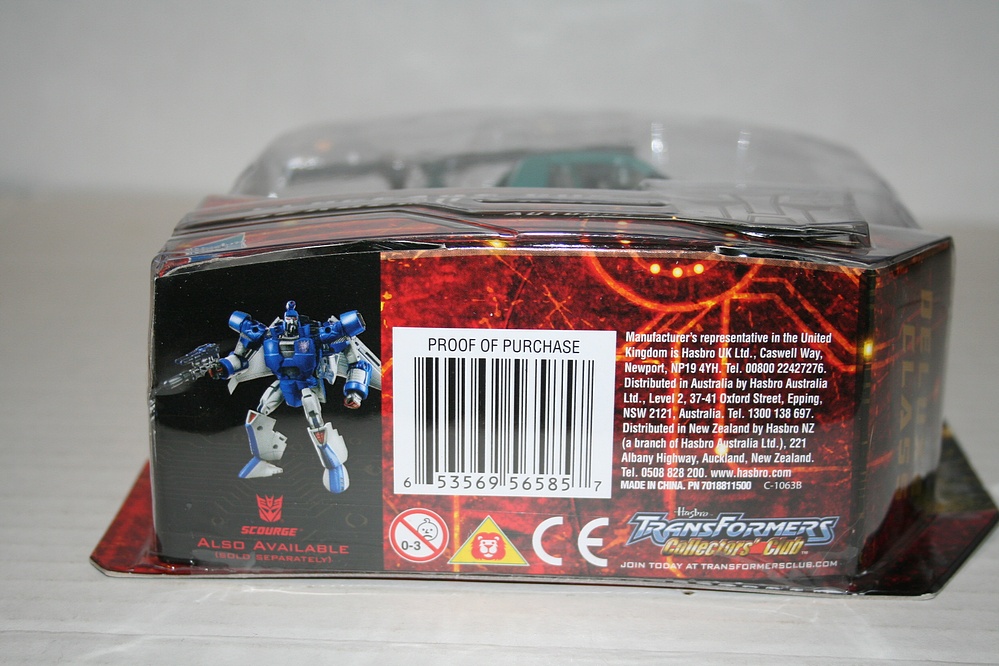 PROOF OF PURCHASE
6 53569 56585 7
Manufacturer's representative in the United
Kingdom is Hasbro UK Ltd., Caswell Way,
Newport, NP19 4YH. Tel. 00800 22427276.
Distributed in Australia by Hasbro Australia
Ltd., Level 2, 37-41 Oxford Street, Epping,
NSW 2121, Australia. Tel. 1300 138 697.
Distributed in New Zealand by Hasbro NZ
(a branch of Hasbro Australia Ltd.), 221
Albany Highway, Auckland, New Zealand.
Tel. 0508 828 200. www.hasbro.com
MADE IN CHINA. PN 7018811500 C-1063B
SCOURGE
ALSO AVAILABLE
(SOLD SEPARATELY)
0-3
CE
Hasbro
TRANSFORMERS
Collectors' Club™
JOIN TODAY AT TRANSFORMERSCLUB.COM
DELUXE
CLASS